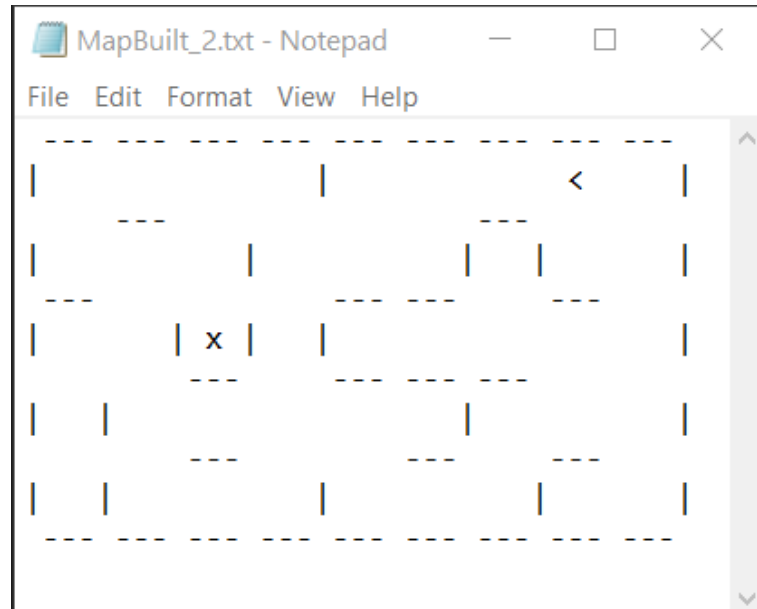 MapBuilt_2.txt - Notepad
File Edit Format View Help
 --- --- --- --- --- --- --- --- ---
|               |             <     |
     ---                 ---
|           |           |   |       |
 ---             --- ---     ---
|       | x |   |                   |
         ---     --- --- ---
|   |                   |           |
         ---         ---     ---
|   |           |           |       |
 --- --- --- --- --- --- --- --- ---